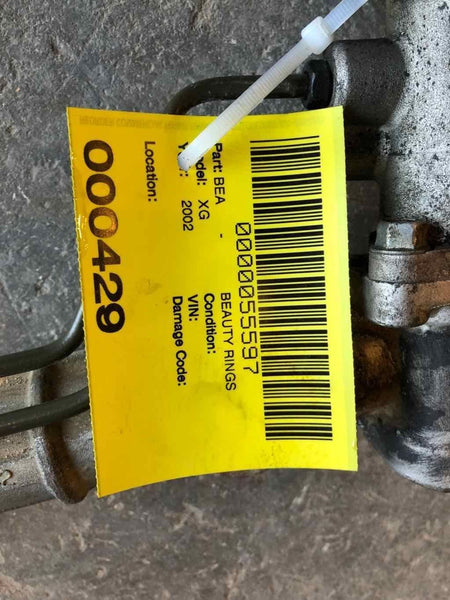 0000055597
Part: BEA - BEAUTY RINGS
Model: XG Condition:
2002 VIN:
Damage Code:
Location:
000429